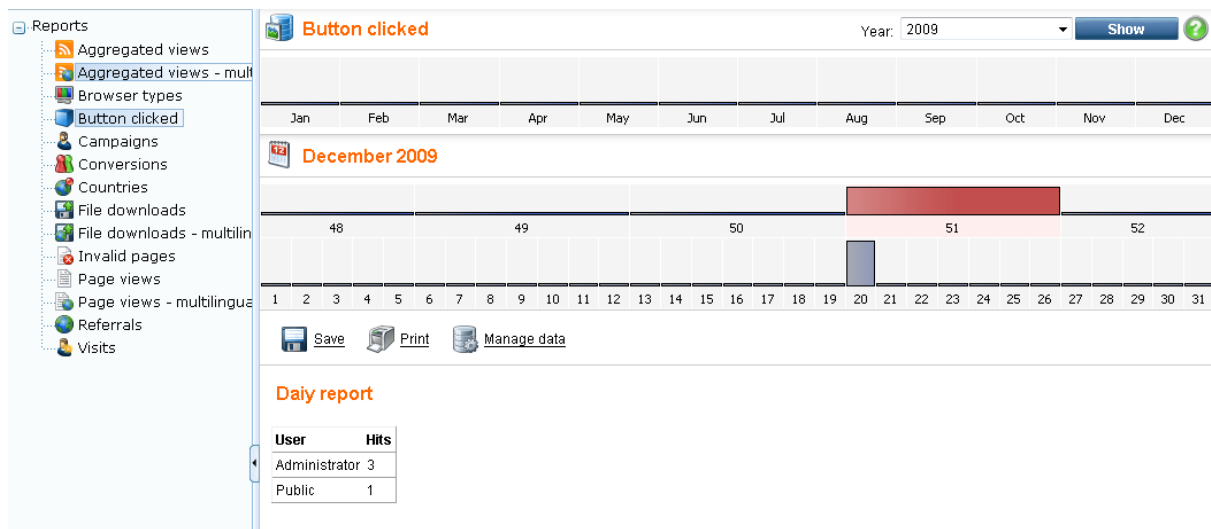 Reports
Aggregated views
Aggregated views - mult
Browser types
Button clicked
Campaigns
Conversions
Countries
File downloads
File downloads - multilin
Invalid pages
Page views
Page views - multilingua
Referrals
Visits
Button clicked
Year: 2009 Show ?
Jan Feb Mar Apr May Jun Jul Aug Sep Oct Nov Dec
12 December 2009
48 49 50 51 52
1 2 3 4 5 6 7 8 9 10 11 12 13 14 15 16 17 18 19 20 21 22 23 24 25 26 27 28 29 30 31
Save Print Manage data
Daiy report
User Hits
Administrator 3
Public 1